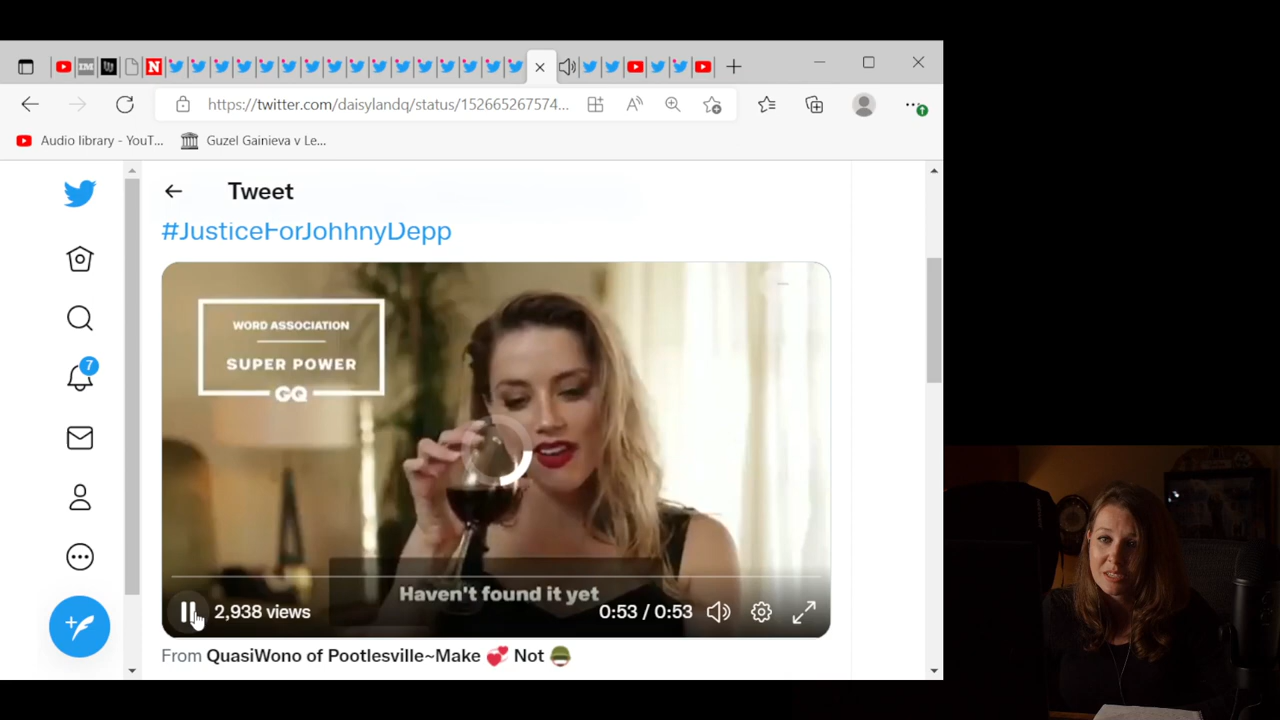 https://twitter.com/daisylandq/status/152665267574...
Audio library - YouT... Guzel Gainieva v Le...
Tweet
#JusticeForJohhnyDepp
WORD ASSOCIATION
SUPER POWER
GQ
Haven't found it yet
2,938 views 0:53 / 0:53
From QuasiWono of Pootlesville~Make 💞 Not 🪖
7